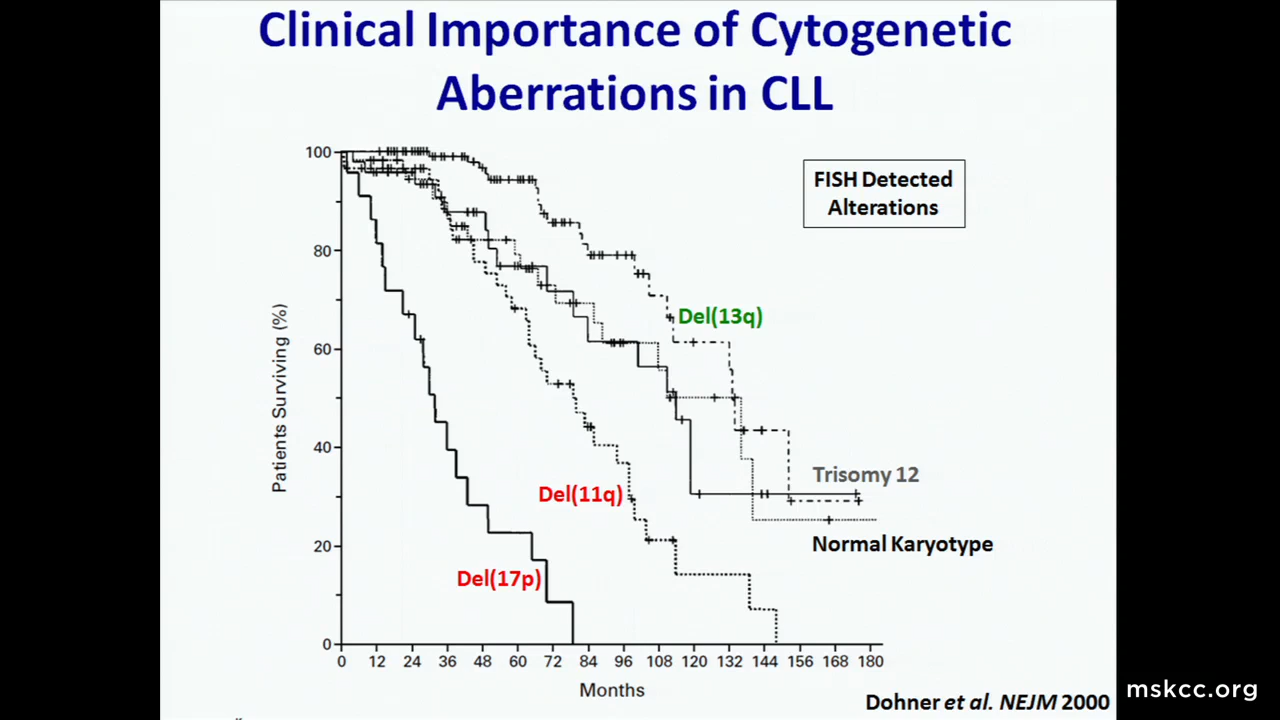 Clinical Importance of Cytogenetic
Aberrations in CLL
FISH Detected
Alterations
Patients Surviving (%)
100
80
60
40
20
0
Del(13q)
Trisomy 12
Del(11q)
Normal Karyotype
Del(17p)
0 12 24 36 48 60 72 84 96 108 120 132 144 156 168 180
Months
Dohner et al. NEJM 2000
mskcc.org